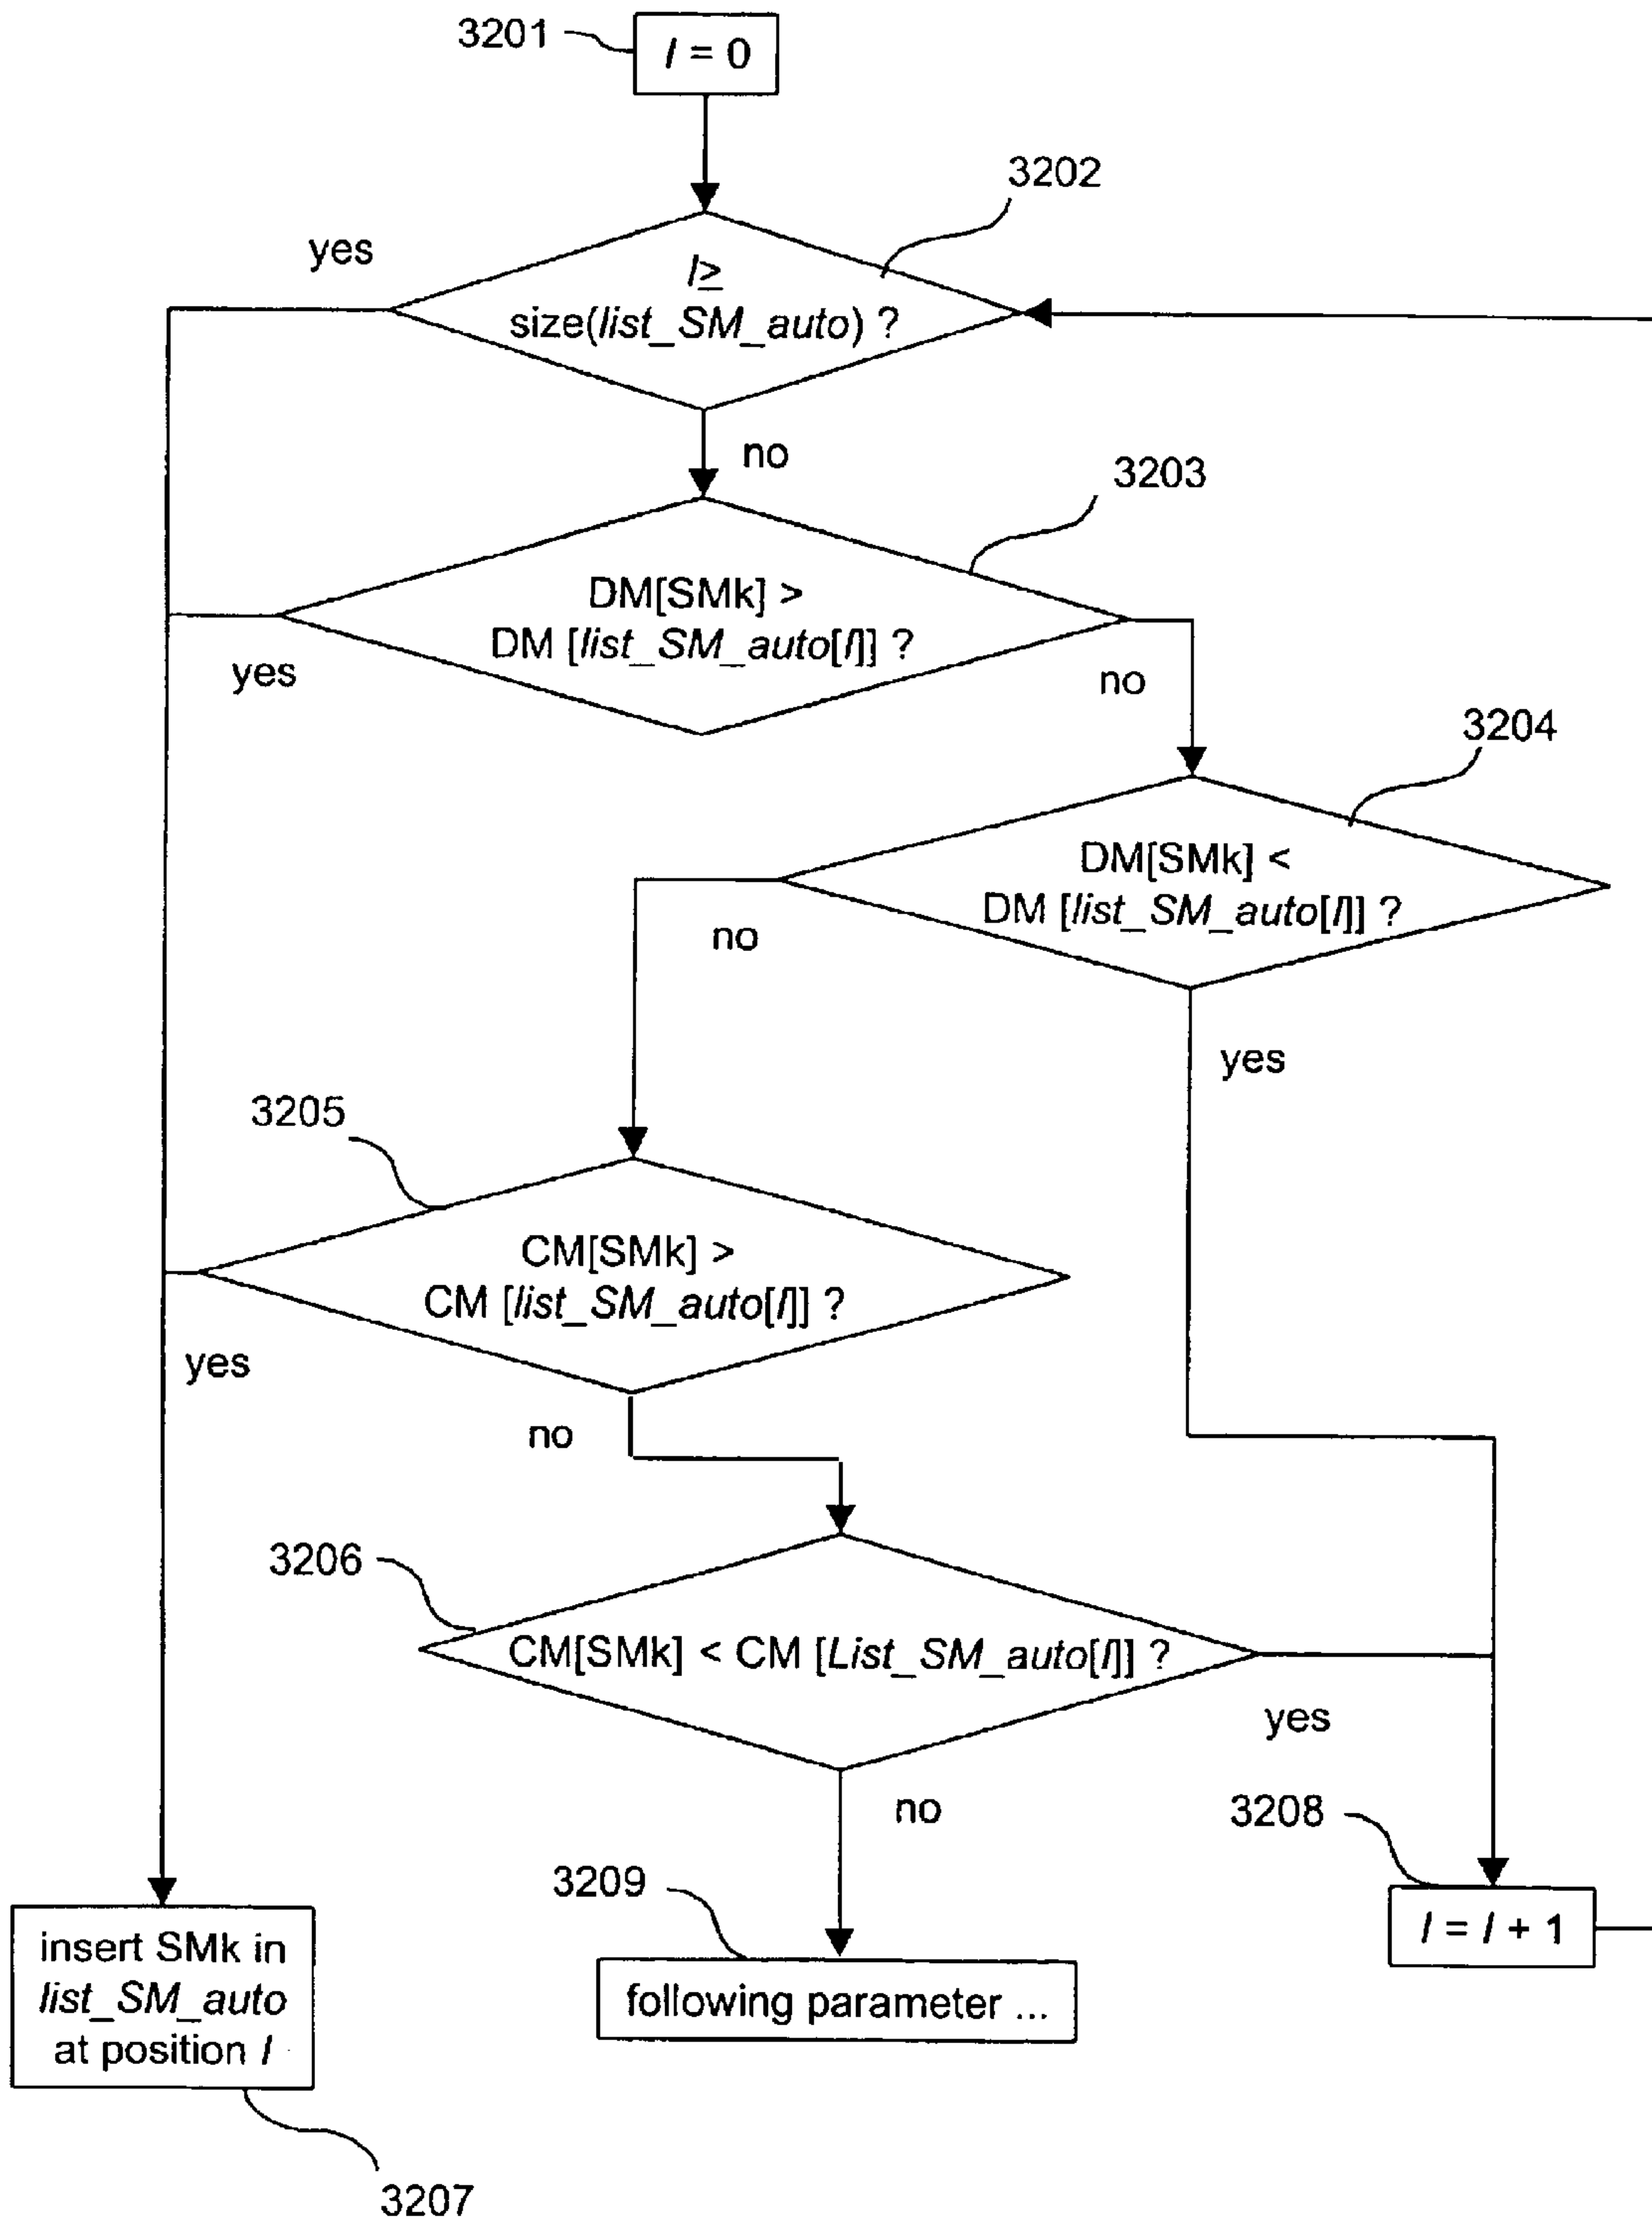 3201
I = 0
3202
yes
I≥
size(list_SM_auto) ?
no
3203
DM[SMk] >
DM [list_SM_auto[I]] ?
yes
no
3204
DM[SMk] <
DM [list_SM_auto[I]] ?
no
yes
3205
CM[SMk] >
CM [list_SM_auto[I]] ?
yes
no
3206
CM[SMk] < CM [List_SM_auto[I]] ?
yes
no
3208
3209
I = I + 1
insert SMk in
list_SM_auto
at position I
following parameter ...
3207